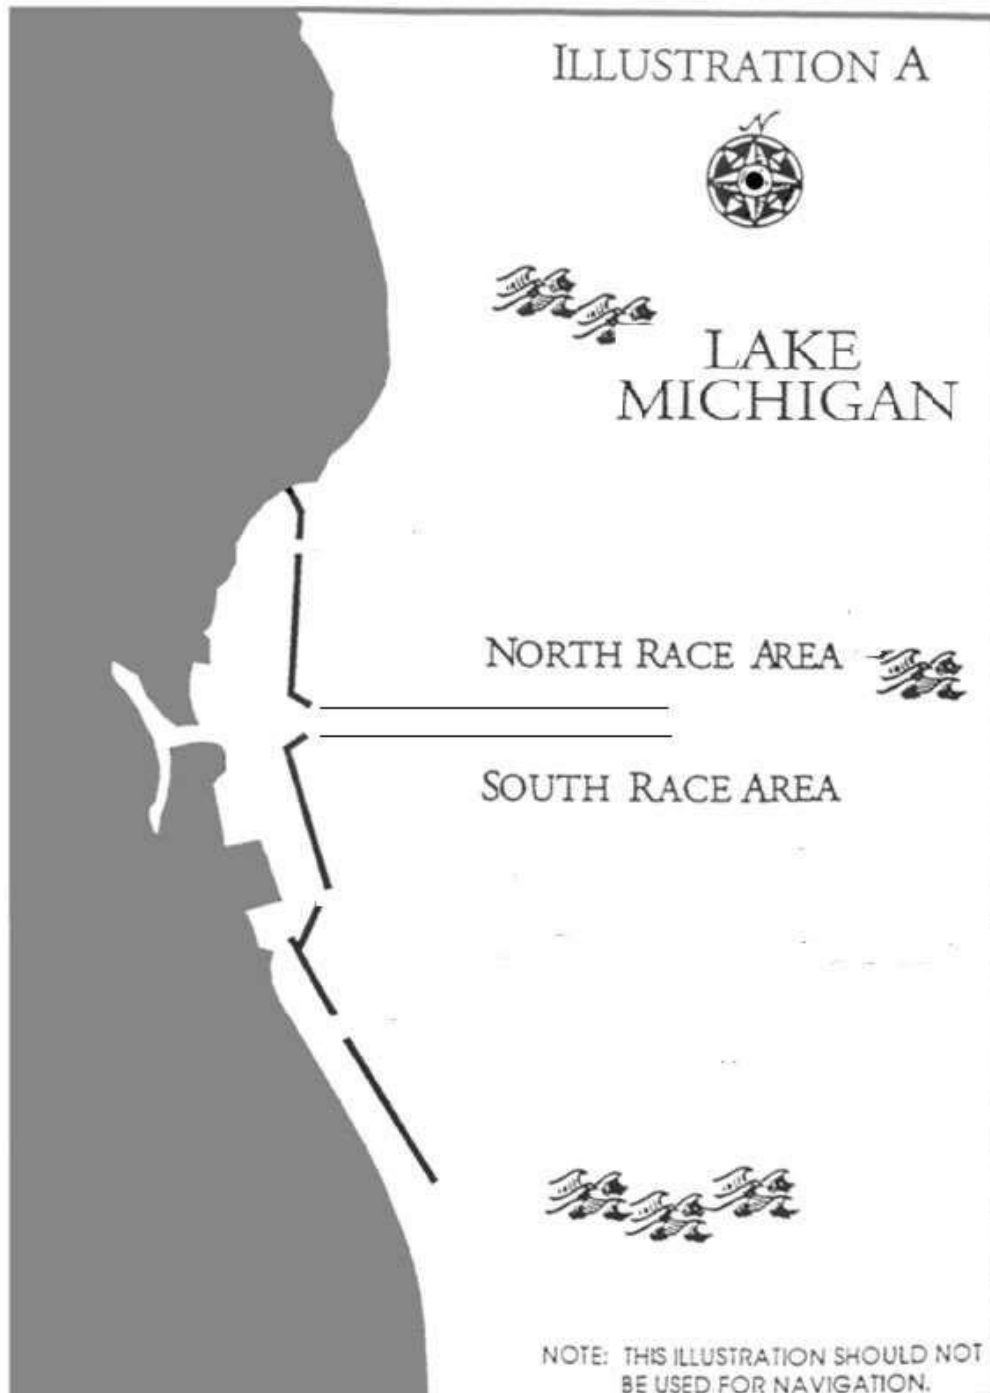 ILLUSTRATION A
N
LAKE
MICHIGAN
NORTH RACE AREA
SOUTH RACE AREA
NOTE: THIS ILLUSTRATION SHOULD NOT
BE USED FOR NAVIGATION.